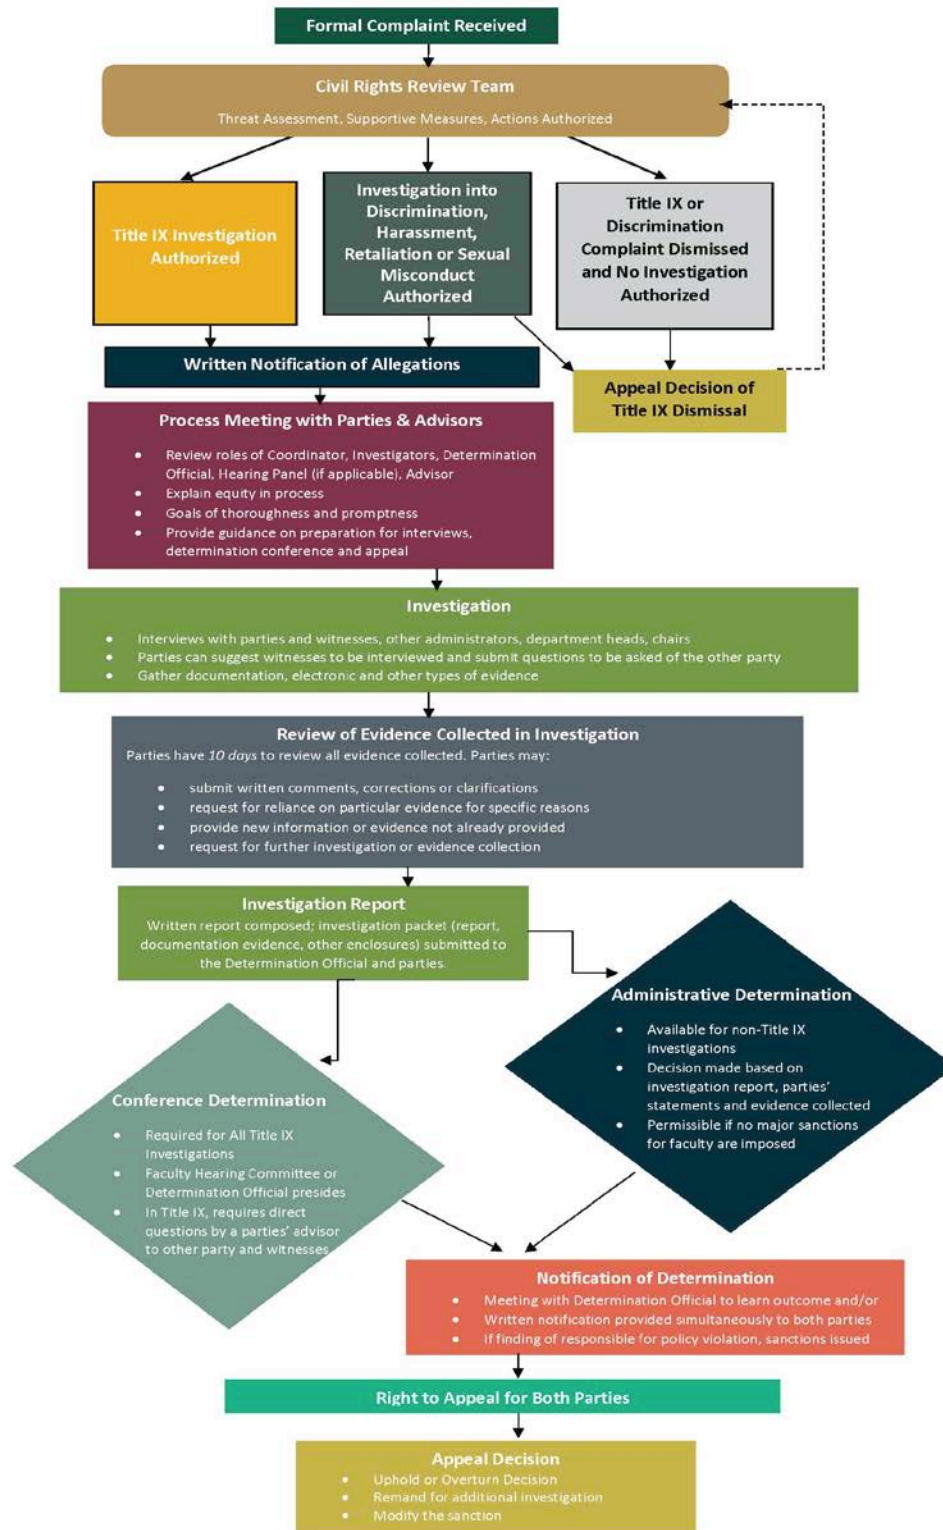 Formal Complaint Received
Civil Rights Review Team
Threat Assessment, Supportive Measures, Actions Authorized
Title IX Investigation
Authorized
Investigation into
Discrimination,
Harassment,
Retaliation or Sexual
Misconduct
Authorized
Title IX or
Discrimination
Complaint Dismissed
and No Investigation
Authorized
Written Notification of Allegations
Appeal Decision of
Title IX Dismissal
Process Meeting with Parties & Advisors
• Review roles of Coordinator, Investigators, Determination
Official, Hearing Panel (if applicable), Advisor
• Explain equity in process
• Goals of thoroughness and promptness
• Provide guidance on preparation for interviews,
determination conference and appeal
Investigation
• Interviews with parties and witnesses, other administrators, department heads, chairs
• Parties can suggest witnesses to be interviewed and submit questions to be asked of the other party
• Gather documentation, electronic and other types of evidence
Review of Evidence Collected in Investigation
Parties have 10 days to review all evidence collected. Parties may:
• submit written comments, corrections or clarifications
• request for reliance on particular evidence for specific reasons
• provide new information or evidence not already provided
• request for further investigation or evidence collection
Investigation Report
Written report composed; investigation packet (report,
documentation evidence, other enclosures) submitted to
the Determination Official and parties.
Administrative Determination
• Available for non-Title IX
investigations
• Decision made based on
investigation report, parties'
statements and evidence collected
• Permissible if no major sanctions
for faculty are imposed
Conference Determination
• Required for All Title IX
Investigations
• Faculty Hearing Committee or
Determination Official presides
• In Title IX, requires direct
questions by a parties' advisor
to other party and witnesses
Notification of Determination
• Meeting with Determination Official to learn outcome and/or
• Written notification provided simultaneously to both parties
• If finding of responsible for policy violation, sanctions issued
Right to Appeal for Both Parties
Appeal Decision
• Uphold or Overturn Decision
• Remand for additional investigation
• Modify the sanction